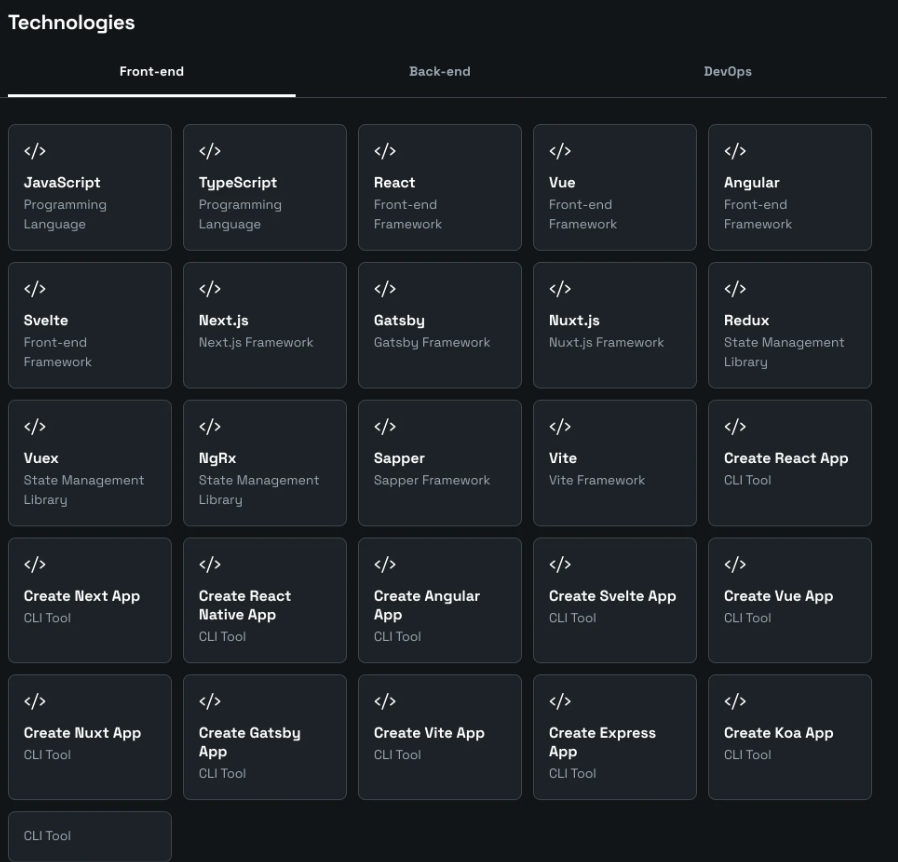 Technologies
Front-end
Back-end
DevOps
</>
</>
</>
</>
</>
JavaScript
Programming
Language
TypeScript
Programming
Language
React
Front-end
Framework
Vue
Front-end
Framework
Angular
Front-end
Framework
</>
</>
</>
</>
</>
Svelte
Front-end
Framework
Next.js
Next.js Framework
Gatsby
Gatsby Framework
Nuxt.js
Nuxt.js Framework
Redux
State Management
Library
</>
</>
</>
</>
</>
Vuex
State Management
Library
NgRx
State Management
Library
Sapper
Sapper Framework
Vite
Vite Framework
Create React App
CLI Tool
</>
</>
</>
</>
</>
Create Next App
CLI Tool
Create React
Native App
CLI Tool
Create Angular
App
CLI Tool
Create Svelte App
CLI Tool
Create Vue App
CLI Tool
</>
</>
</>
</>
</>
Create Nuxt App
CLI Tool
Create Gatsby
App
CLI Tool
Create Vite App
CLI Tool
Create Express
App
CLI Tool
Create Koa App
CLI Tool
CLI Tool